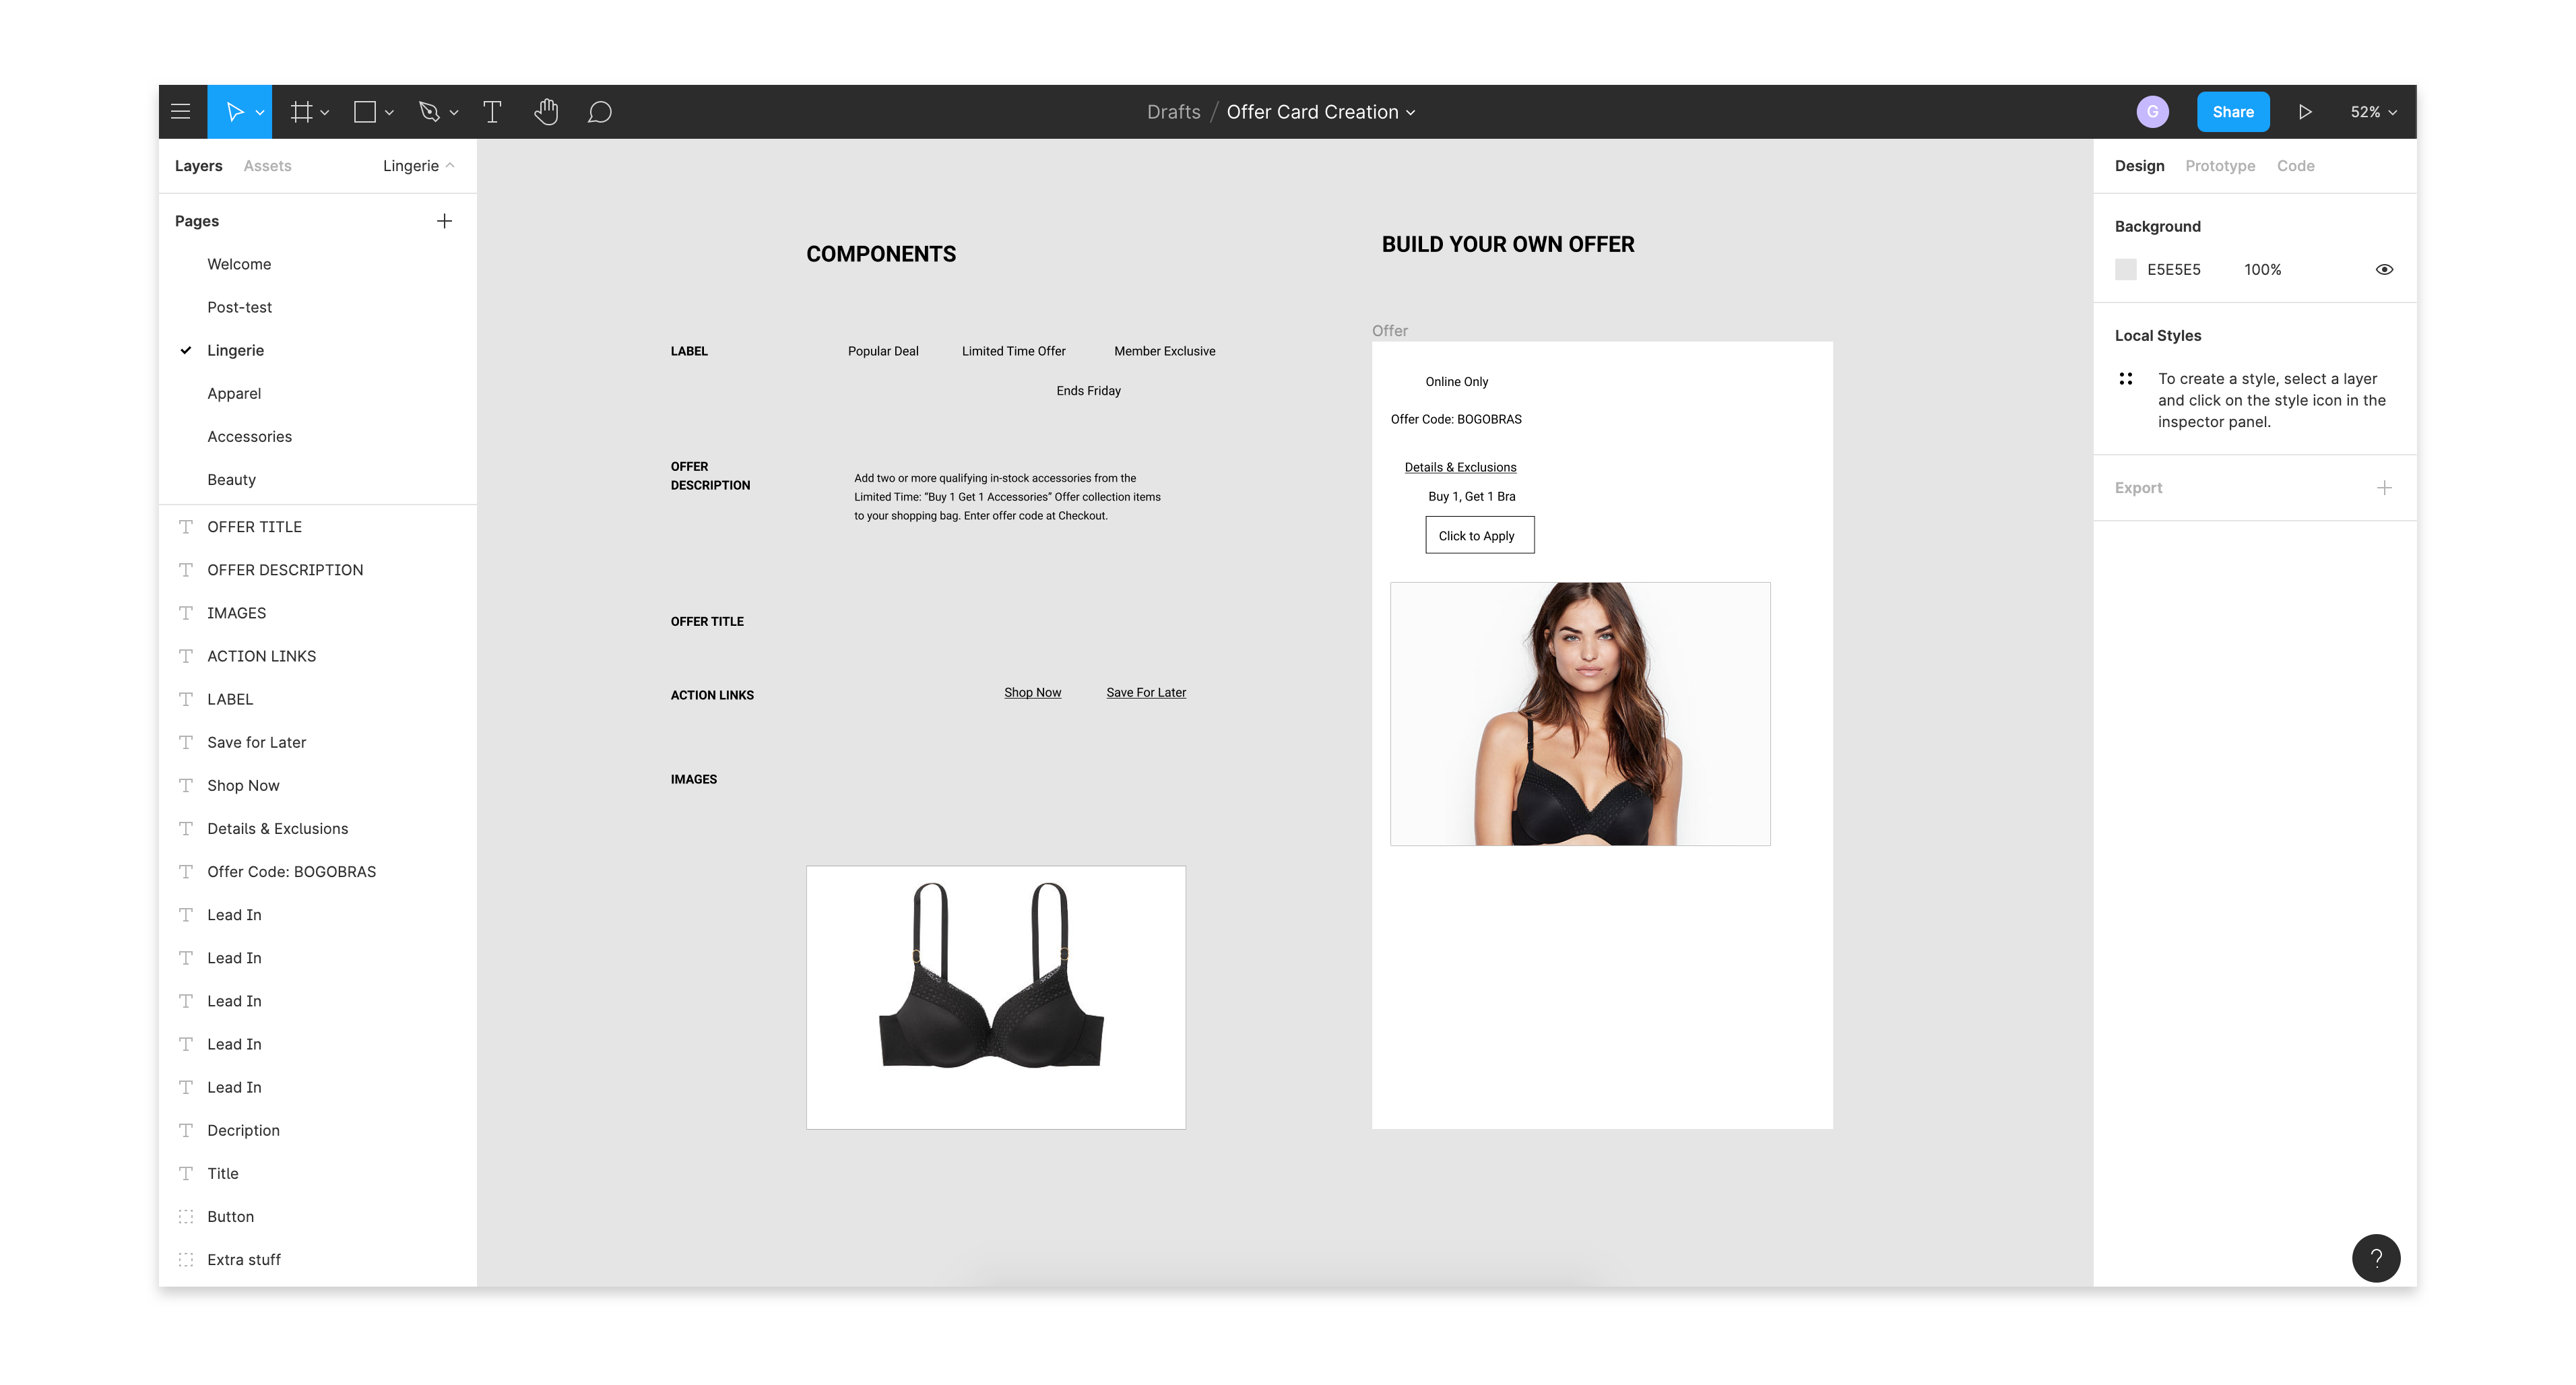 Drafts / Offer Card Creation
G
Share
52%
Layers Assets Lingerie
Pages
Welcome
Post-test
Lingerie
Apparel
Accessories
Beauty
OFFER TITLE
OFFER DESCRIPTION
IMAGES
ACTION LINKS
LABEL
Save for Later
Shop Now
Details & Exclusions
Offer Code: BOGOBRAS
Lead In
Lead In
Lead In
Lead In
Lead In
Decription
Title
Button
Extra stuff
COMPONENTS
LABEL
Popular Deal
Limited Time Offer
Member Exclusive
Ends Friday
OFFER
DESCRIPTION
Add two or more qualifying in-stock accessories from the
Limited Time: “Buy 1 Get 1 Accessories” Offer collection items
to your shopping bag. Enter offer code at Checkout.
OFFER TITLE
ACTION LINKS
Shop Now
Save For Later
IMAGES
BUILD YOUR OWN OFFER
Offer
Online Only
Offer Code: BOGOBRAS
Details & Exclusions
Buy 1, Get 1 Bra
Click to Apply
Design Prototype Code
Background
E5E5E5 100%
Local Styles
To create a style, select a layer
and click on the style icon in the
inspector panel.
Export
?